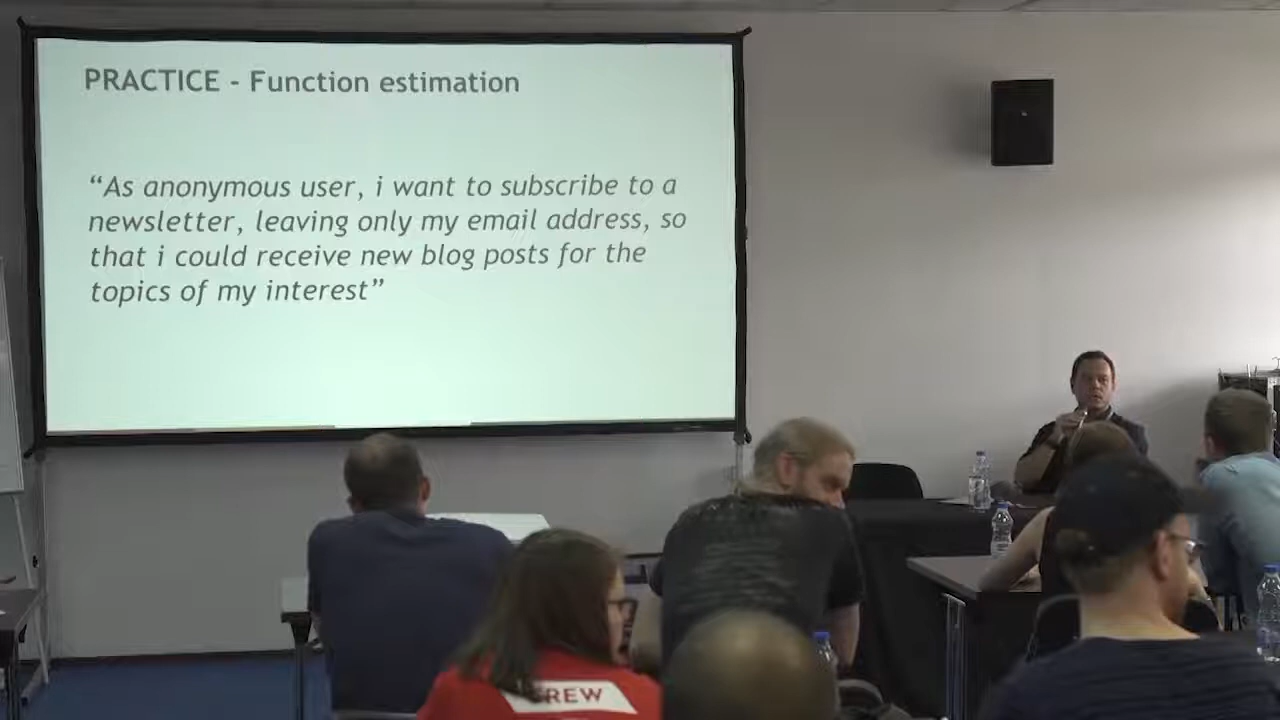 PRACTICE - Function estimation
“As anonymous user, i want to subscribe to a
newsletter, leaving only my email address, so
that i could receive new blog posts for the
topics of my interest”
CREW